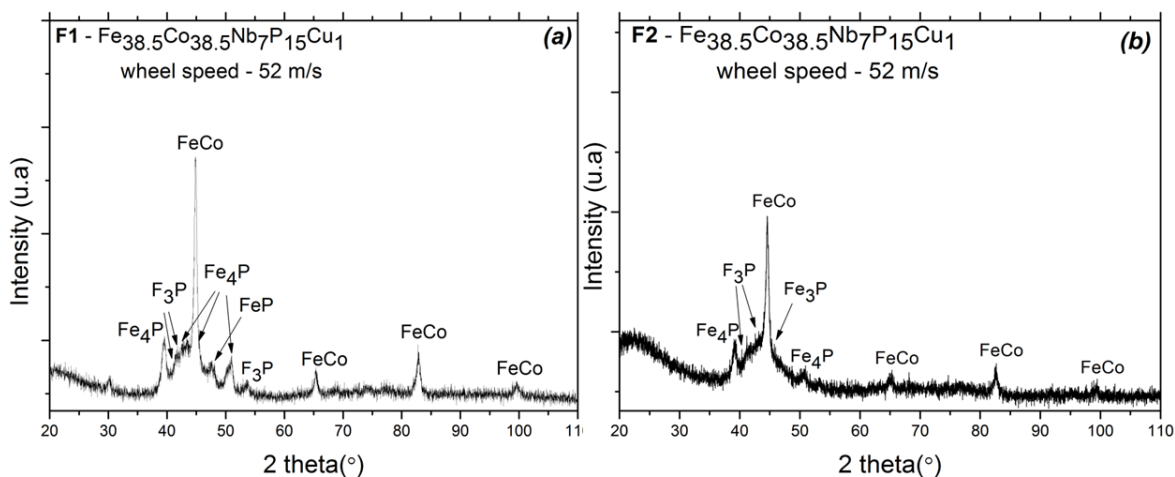 F1 - Fe38.5Co38.5Nb7P15Cu1 (a)
wheel speed - 52 m/s
FeCo
Fe4P
F3P
FeP
Fe4P
F3P
FeCo
FeCo
FeCo
Intensity (u.a)
20 30 40 50 60 70 80 90 100 11
2 theta(°)
F2 - Fe38.5Co38.5Nb7P15Cu1 (b)
wheel speed - 52 m/s
FeCo
F3P
Fe3P
Fe4P
Fe4P
FeCo
FeCo
FeCo
Intensity (u.a)
20 30 40 50 60 70 80 90 100 110
2 theta(°)